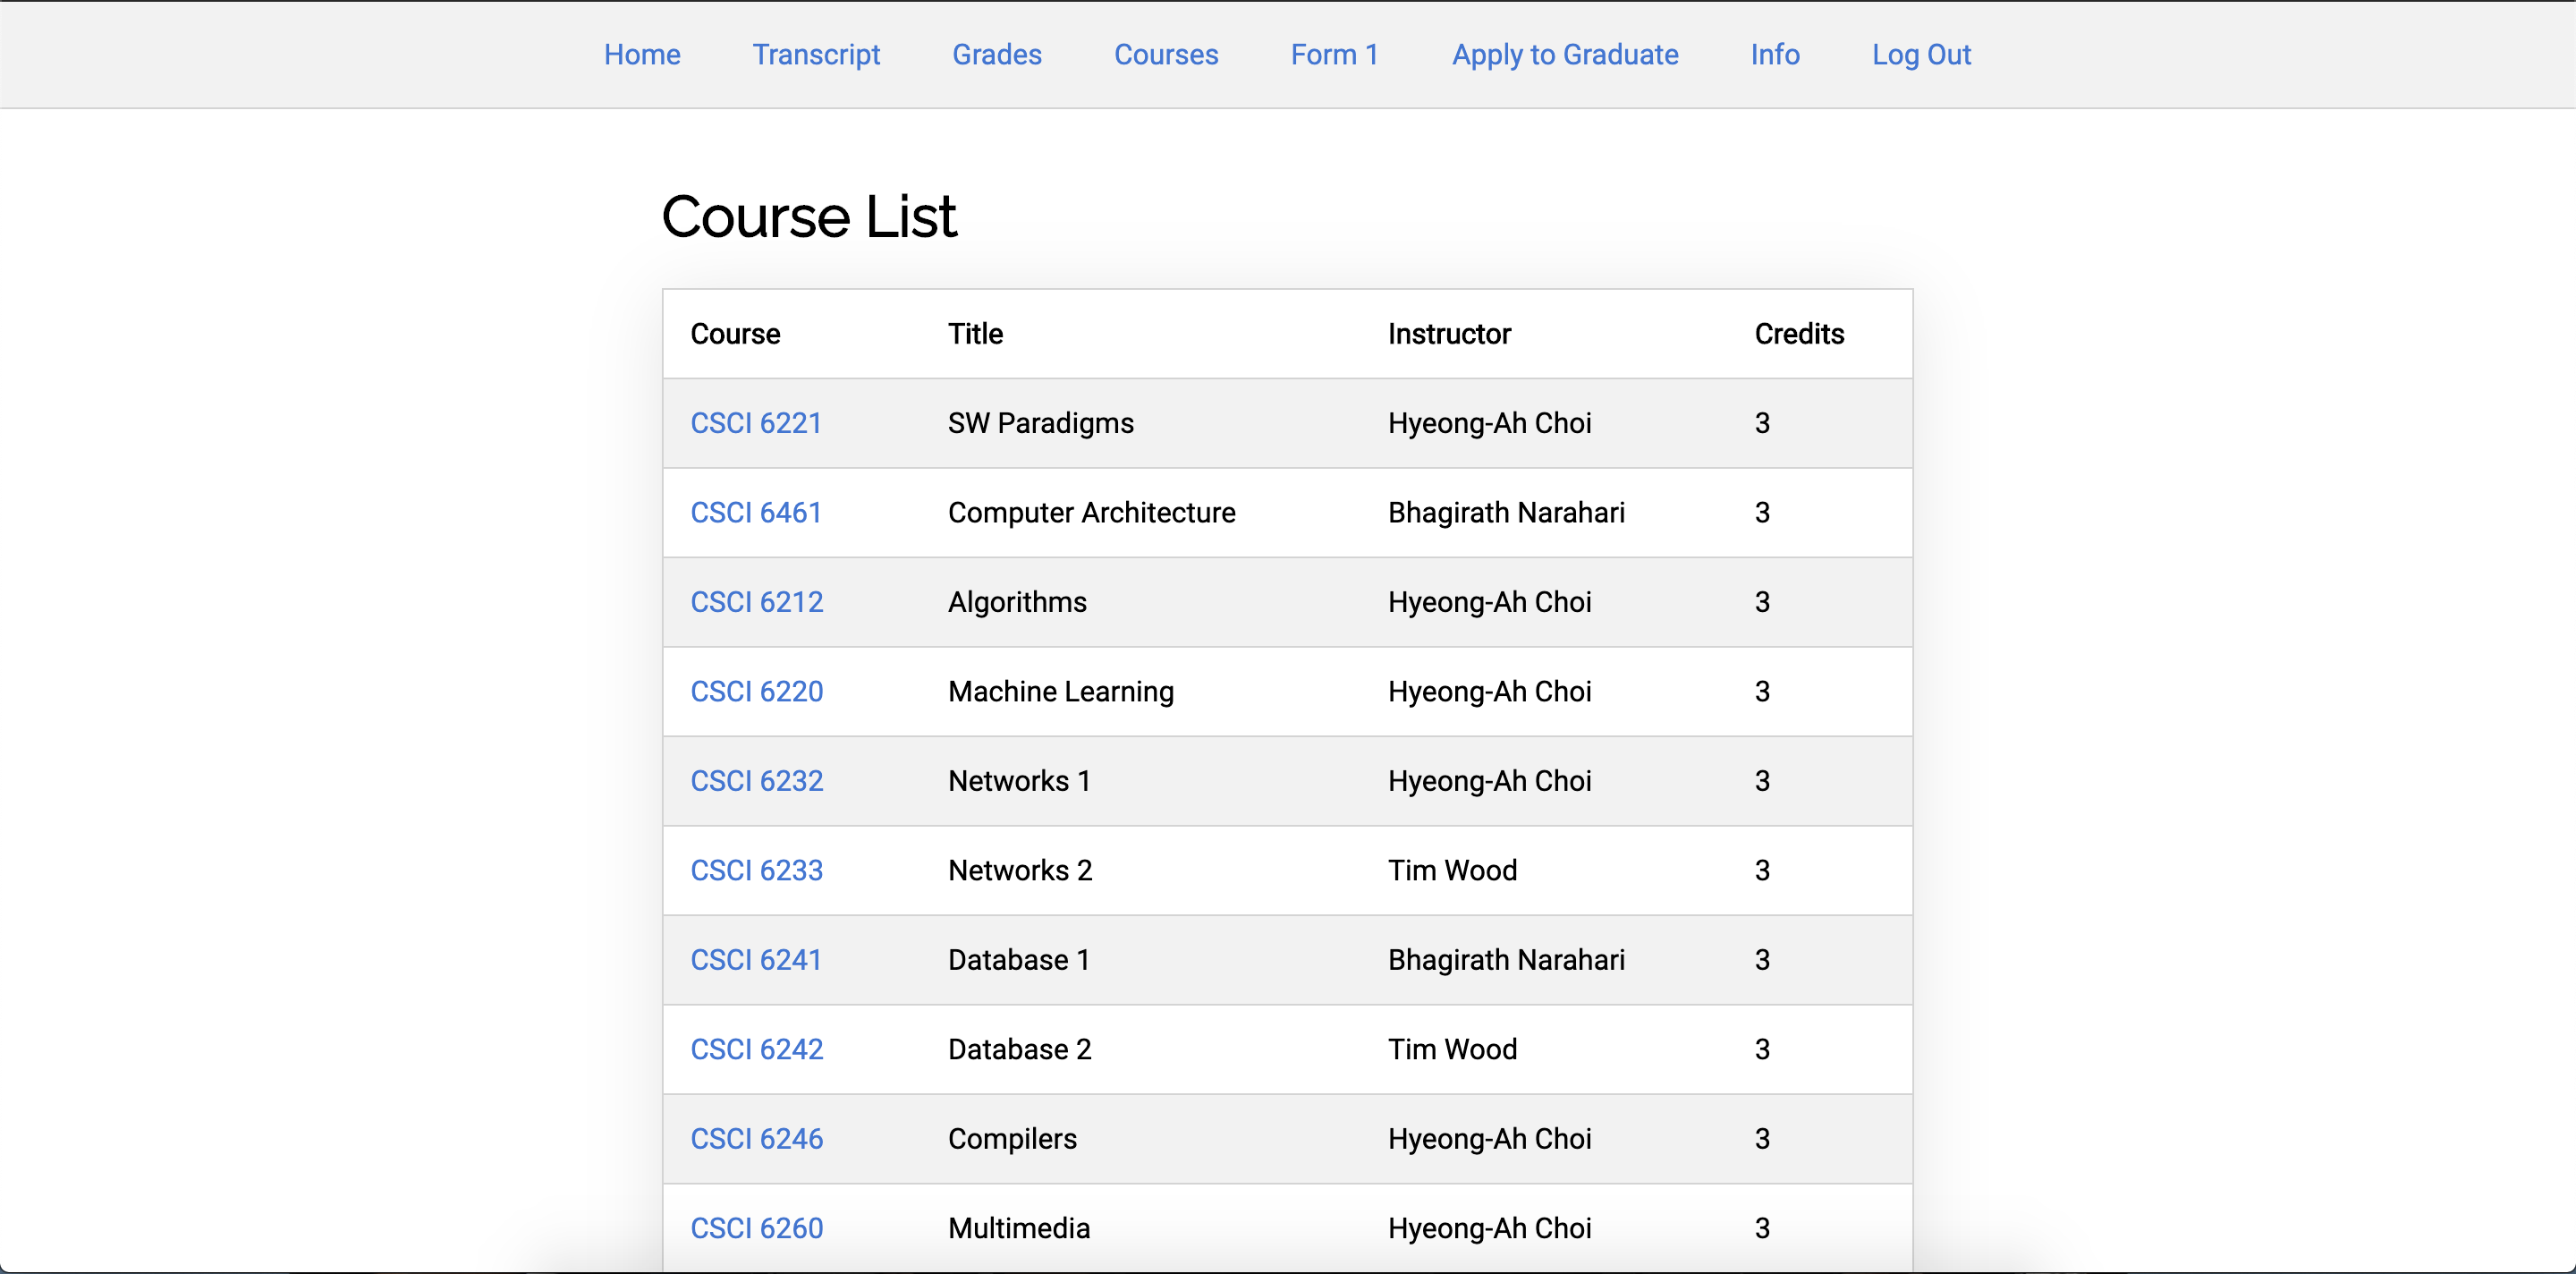 Home Transcript Grades Courses Form 1 Apply to Graduate Info Log Out
Course List
Course Title Instructor Credits
CSCI 6221 SW Paradigms Hyeong-Ah Choi 3
CSCI 6461 Computer Architecture Bhagirath Narahari 3
CSCI 6212 Algorithms Hyeong-Ah Choi 3
CSCI 6220 Machine Learning Hyeong-Ah Choi 3
CSCI 6232 Networks 1 Hyeong-Ah Choi 3
CSCI 6233 Networks 2 Tim Wood 3
CSCI 6241 Database 1 Bhagirath Narahari 3
CSCI 6242 Database 2 Tim Wood 3
CSCI 6246 Compilers Hyeong-Ah Choi 3
CSCI 6260 Multimedia Hyeong-Ah Choi 3